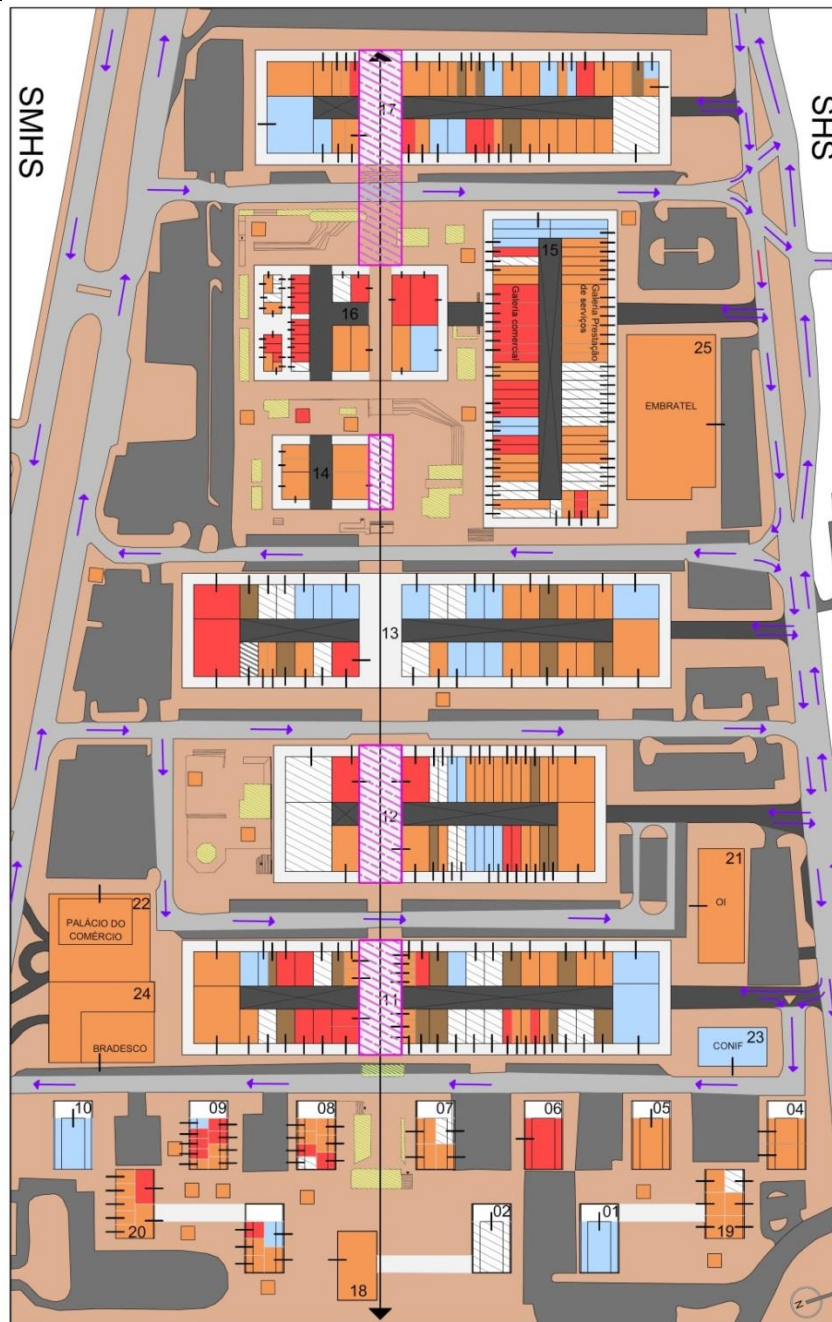 SMHS
SHS
17
15
Galeria Prestação
de serviços
Galeria comercial
16
25
EMBRATEL
14
13
12
21
OI
22
PALÁCIO DO
COMÉRCIO
24
BRADESCO
11
23
CONIF
10
09
08
07
06
05
04
20
02
01
19
18
N